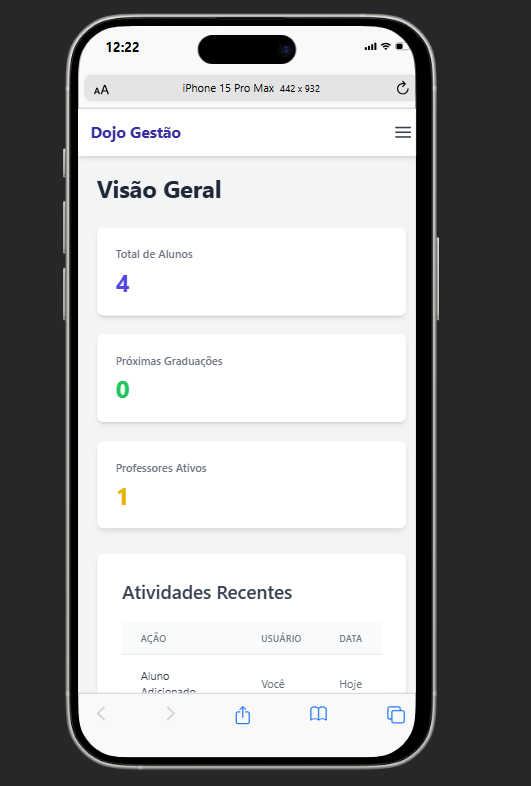 12:22
AA
iPhone 15 Pro Max 442 x 932
Dojo Gestão
Visão Geral
Total de Alunos
4
Próximas Graduações
0
Professores Ativos
1
Atividades Recentes
AÇÃO USUÁRIO DATA
Aluno
Adicionado Você Hoje